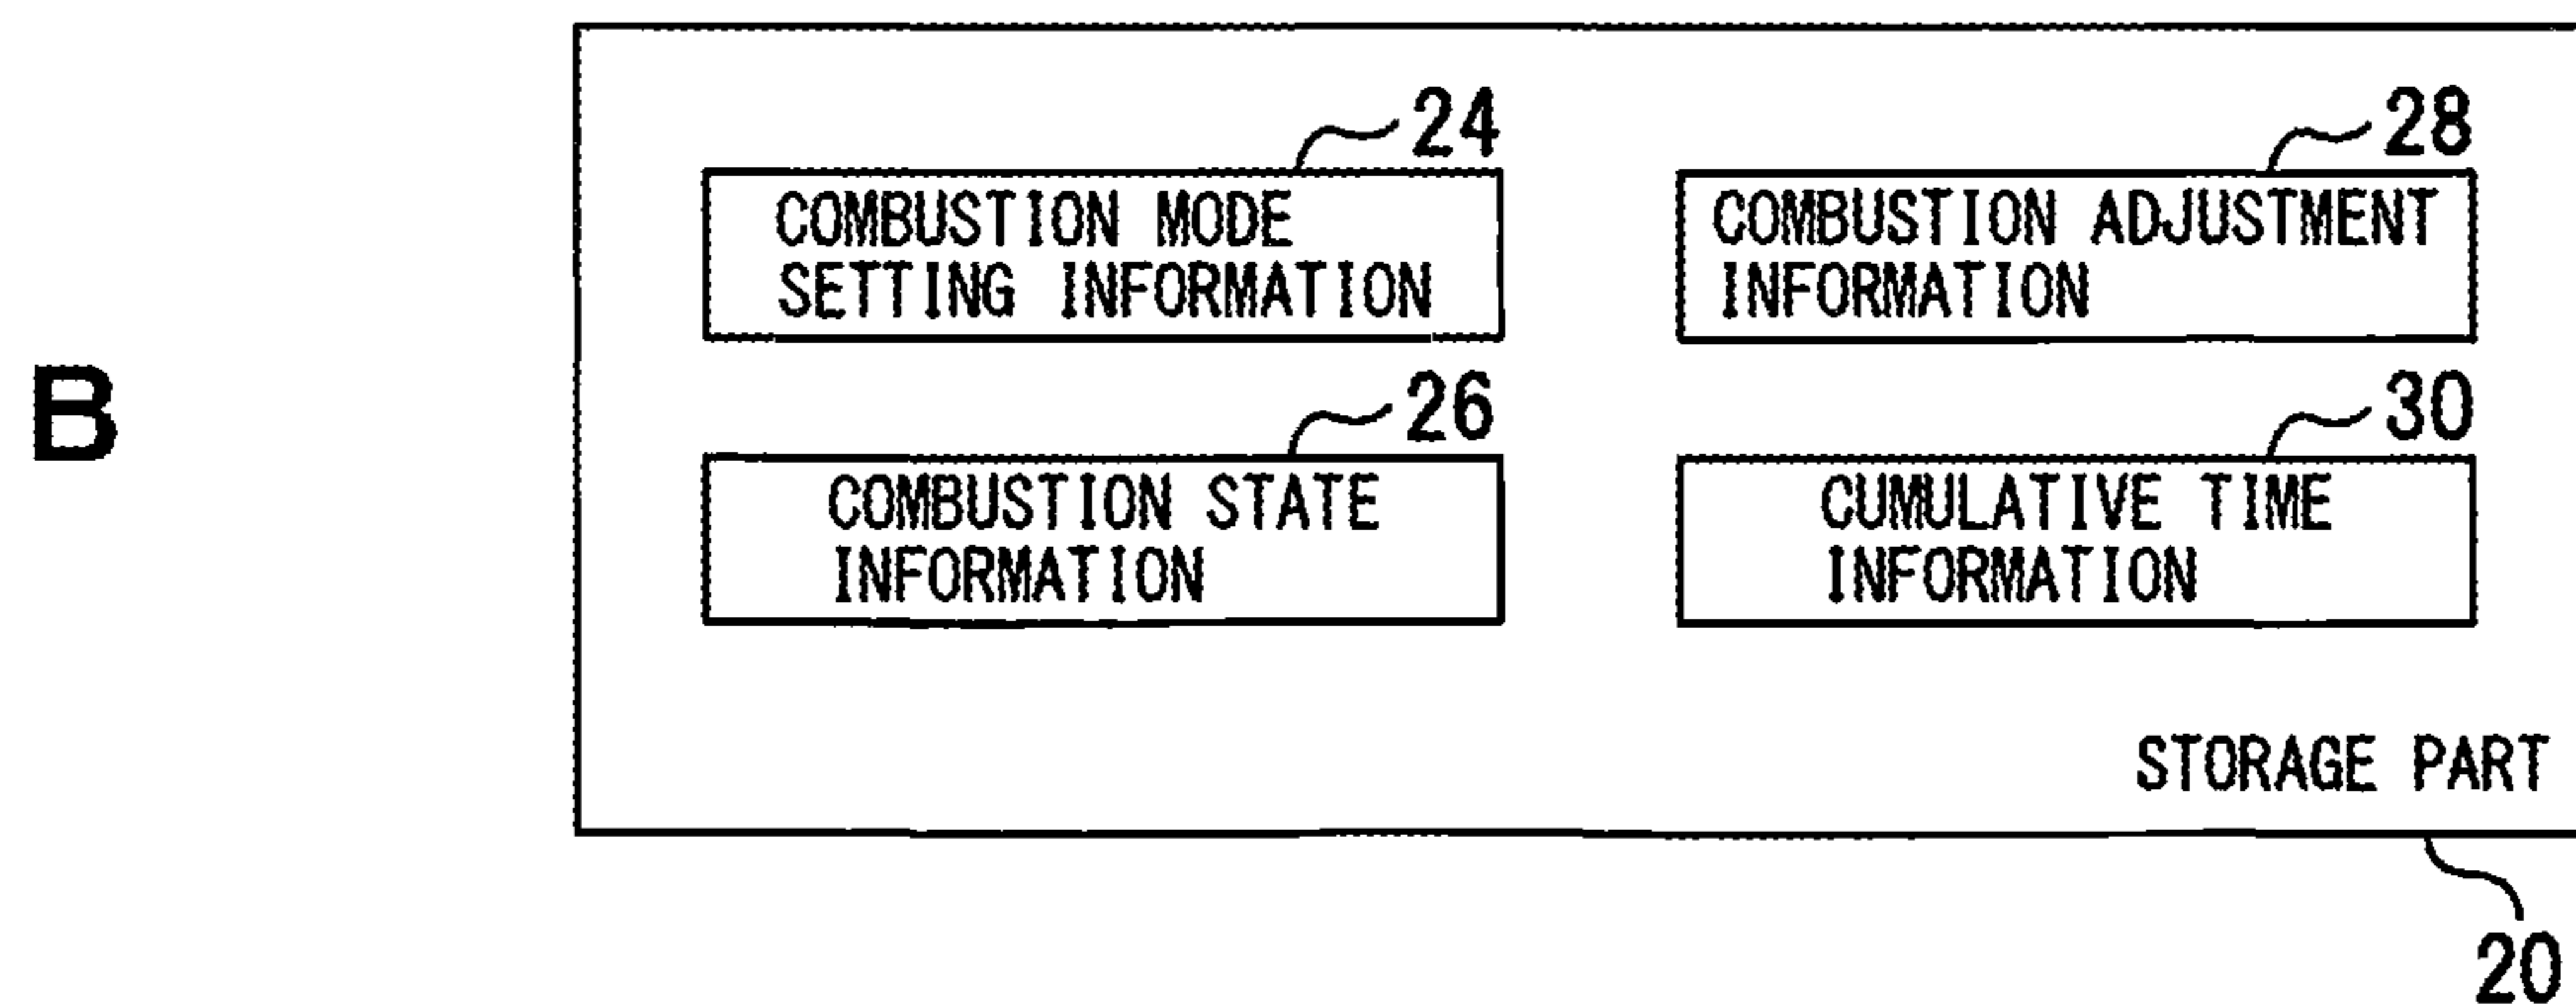 B
24
COMBUSTION MODE
SETTING INFORMATION
28
COMBUSTION ADJUSTMENT
INFORMATION
26
COMBUSTION STATE
INFORMATION
30
CUMULATIVE TIME
INFORMATION
STORAGE PART
20